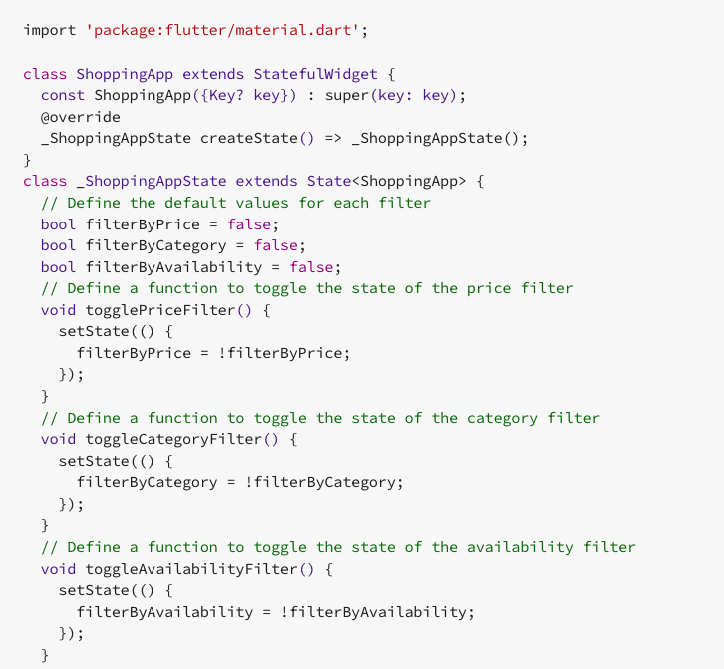 import 'package:flutter/material.dart';
class ShoppingApp extends StatefulWidget {
  const ShoppingApp({Key? key}) : super(key: key);
  @override
  _ShoppingAppState createState() => _ShoppingAppState();
}
class _ShoppingAppState extends State<ShoppingApp> {
  // Define the default values for each filter
  bool filterByPrice = false;
  bool filterByCategory = false;
  bool filterByAvailability = false;
  // Define a function to toggle the state of the price filter
  void togglePriceFilter() {
    setState(() {
      filterByPrice = !filterByPrice;
    });
  }
  // Define a function to toggle the state of the category filter
  void toggleCategoryFilter() {
    setState(() {
      filterByCategory = !filterByCategory;
    });
  }
  // Define a function to toggle the state of the availability filter
  void toggleAvailabilityFilter() {
    setState(() {
      filterByAvailability = !filterByAvailability;
    });
  }